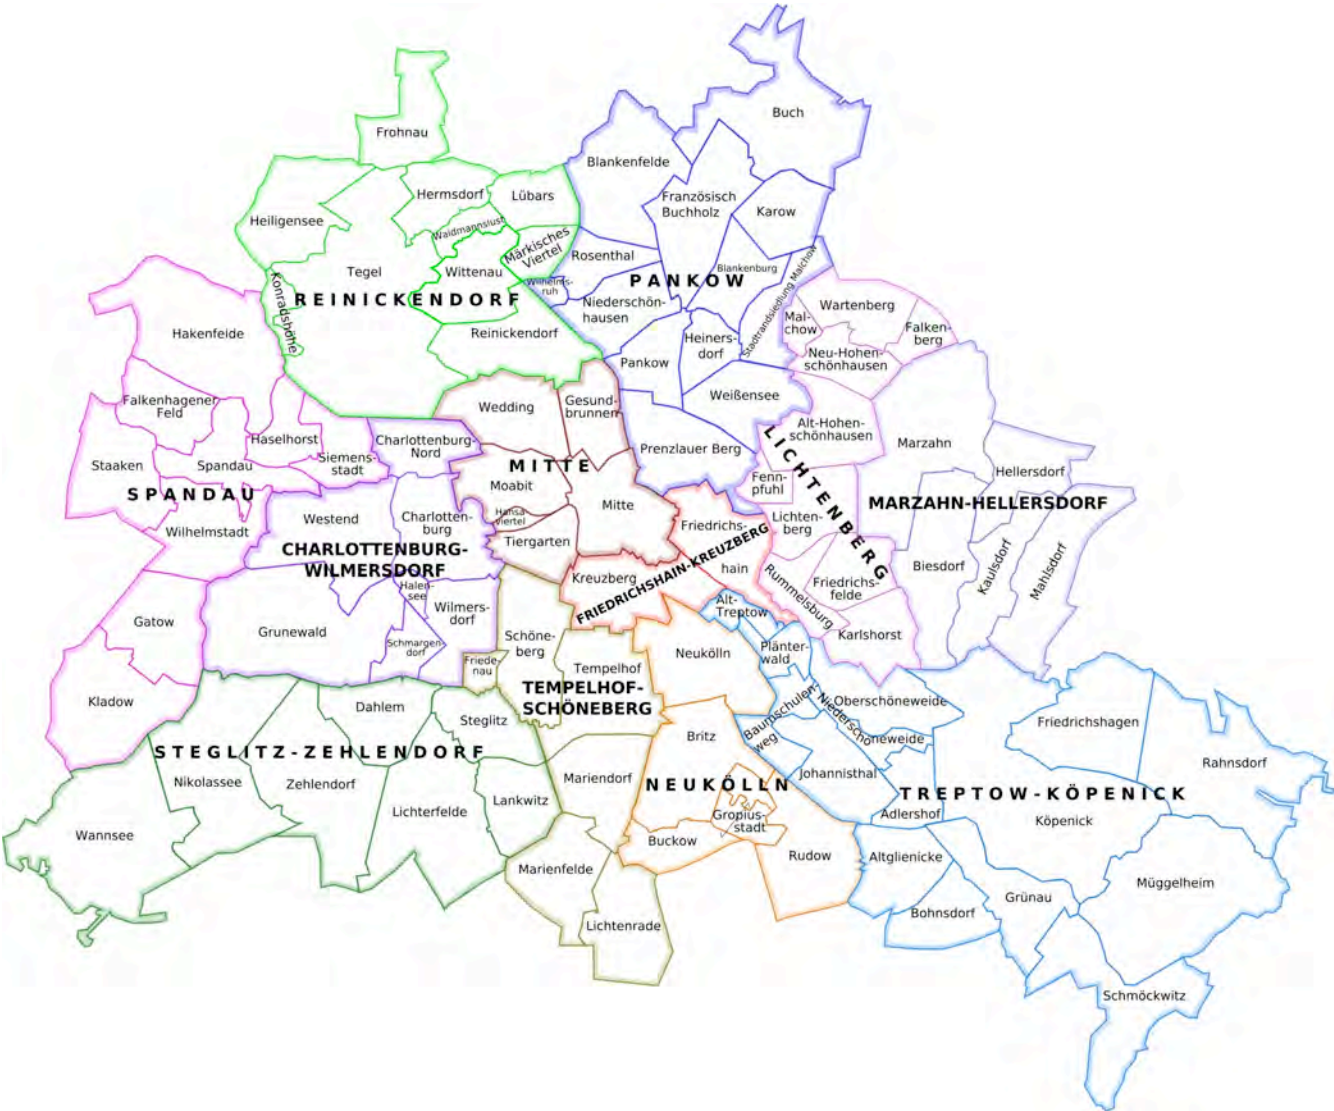 Buch
Frohnau
Blankenfelde
Hermsdorf
Lübars
Französisch
Buchholz
Karow
Heiligensee
Waidmannslust
Märkisches
Viertel
Rosenthal
Blankenburg
Stadtrandsiedlung Malchow
Tegel
Wittenau
Wilhelms-
ruh
PANKOW
Konradshöhe
REINICKENDORF
Niederschön-
hausen
Wartenberg
Mal-
chow
Falken-
berg
Hakenfelde
Reinickendorf
Heiners-
dorf
Neu-Hohen-
schönhausen
Pankow
Weißensee
Falkenhagener
Feld
Wedding
Gesund-
brunnen
Haselhorst
Charlottenburg-
Nord
Alt-Hohen-
schönhausen
Marzahn
Prenzlauer Berg
LICHTENBERG
Staaken
Spandau
Siemens-
stadt
MITTE
Hellersdorf
SPANDAU
Moabit
Fenn-
pfuhl
MARZAHN-HELLERSDORF
Wilhelmstadt
Westend
Charlotten-
burg
Hansa-
viertel
Mitte
Friedrichs-
hain
Lichten-
berg
Tiergarten
CHARLOTTENBURG-
WILMERSDORF
FRIEDRICHSHAIN-KREUZBERG
Kreuzberg
Rummelsburg
Friedrichs-
felde
Biesdorf
Kaulsdorf
Mahlsdorf
Halen-
see
Wilmers-
dorf
Alt-
Treptow
Gatow
Grunewald
Schmargen-
dorf
Schöne-
berg
Karlshorst
Neukölln
Plänter-
wald
Friede-
nau
Tempelhof
Kladow
TEMPELHOF-
SCHÖNEBERG
Dahlem
Steglitz
Baumschulen-
weg
Niederschö
neweide
Oberschöneweide
Friedrichshagen
Britz
STEGLITZ-ZEHLENDORF
Rahnsdorf
Nikolassee
Zehlendorf
Mariendorf
NEUKÖLLN
Johannisthal
TREPTOW-KÖPENICK
Lichterfelde
Lankwitz
Gropius-
stadt
Adlershof
Köpenick
Wannsee
Buckow
Rudow
Altglienicke
Marienfelde
Müggelheim
Grünau
Bohnsdorf
Lichtenrade
Schmöckwitz